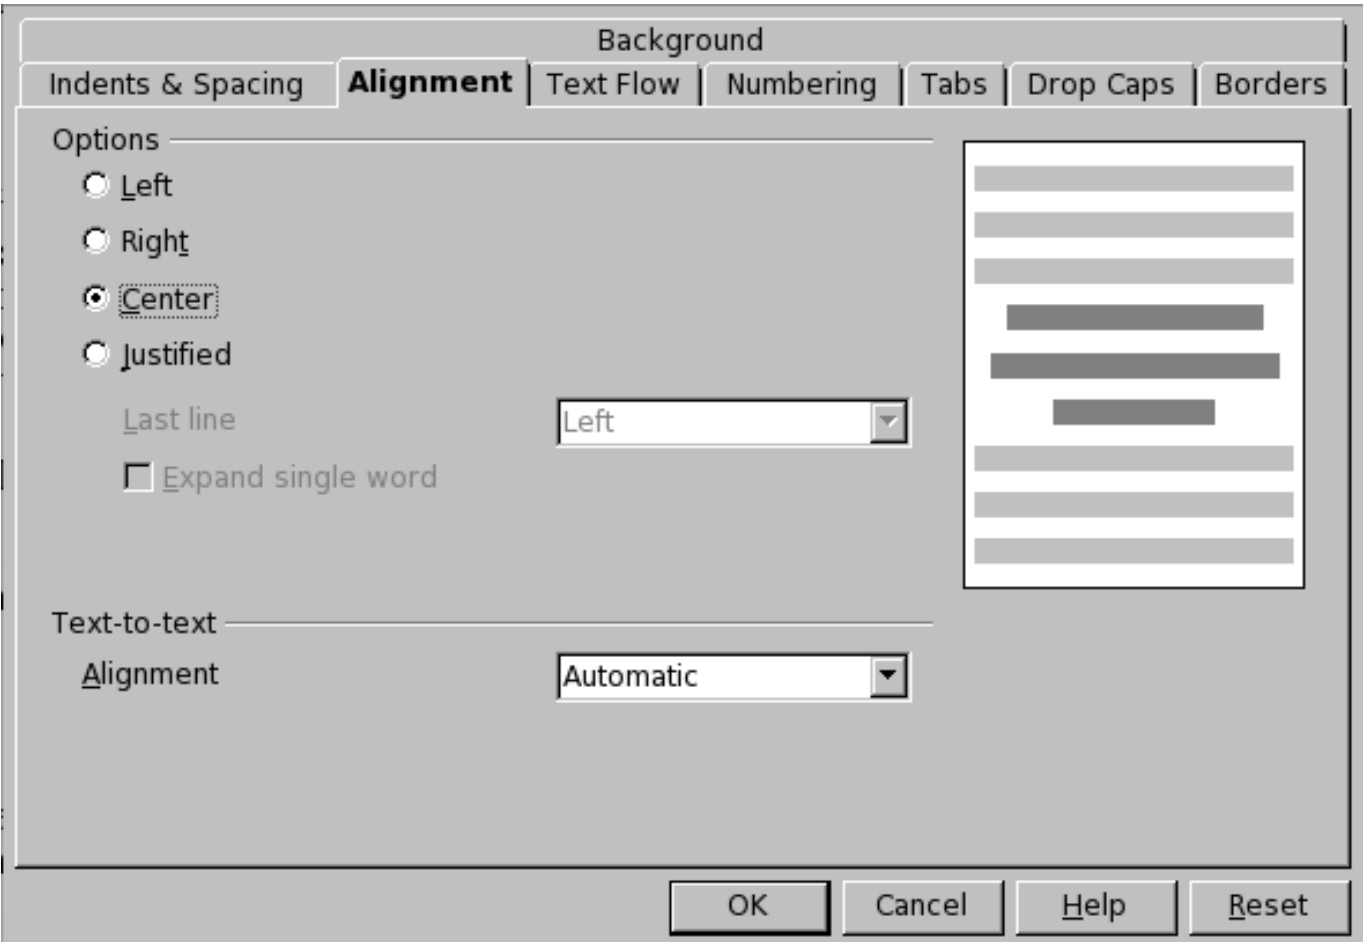 Background
Indents & Spacing Alignment Text Flow Numbering Tabs Drop Caps Borders
Options
Left
Right
Center
Justified
Last line Left
Expand single word
Text-to-text
Alignment Automatic
OK Cancel Help Reset